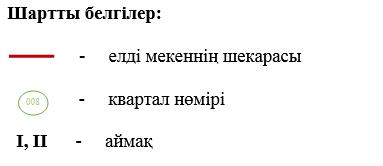 Шартты белгілер:
- елді мекеннің шекарасы
008 - квартал нөмірі
I, II - аймақ